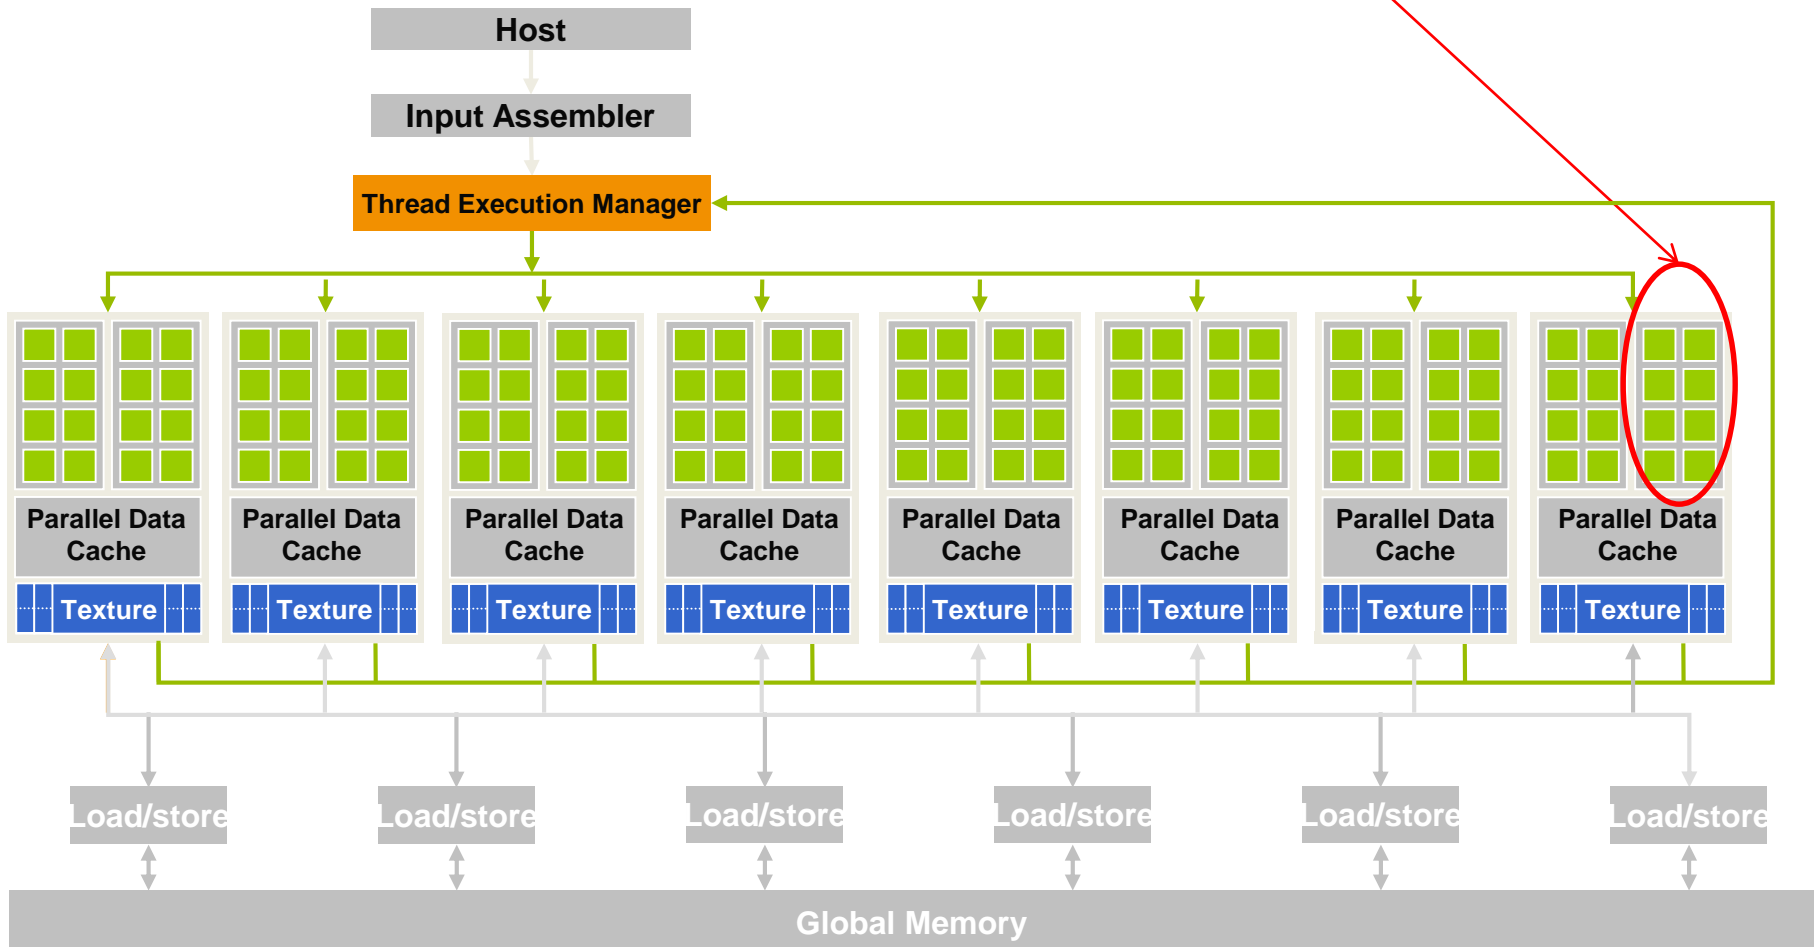 Host
Input Assembler
Thread Execution Manager
Parallel Data
Cache
Parallel Data
Cache
Parallel Data
Cache
Parallel Data
Cache
Parallel Data
Cache
Parallel Data
Cache
Parallel Data
Cache
Parallel Data
Cache
Texture
Texture
Texture
Texture
Texture
Texture
Texture
Texture
Load/store
Load/store
Load/store
Load/store
Load/store
Load/store
Global Memory